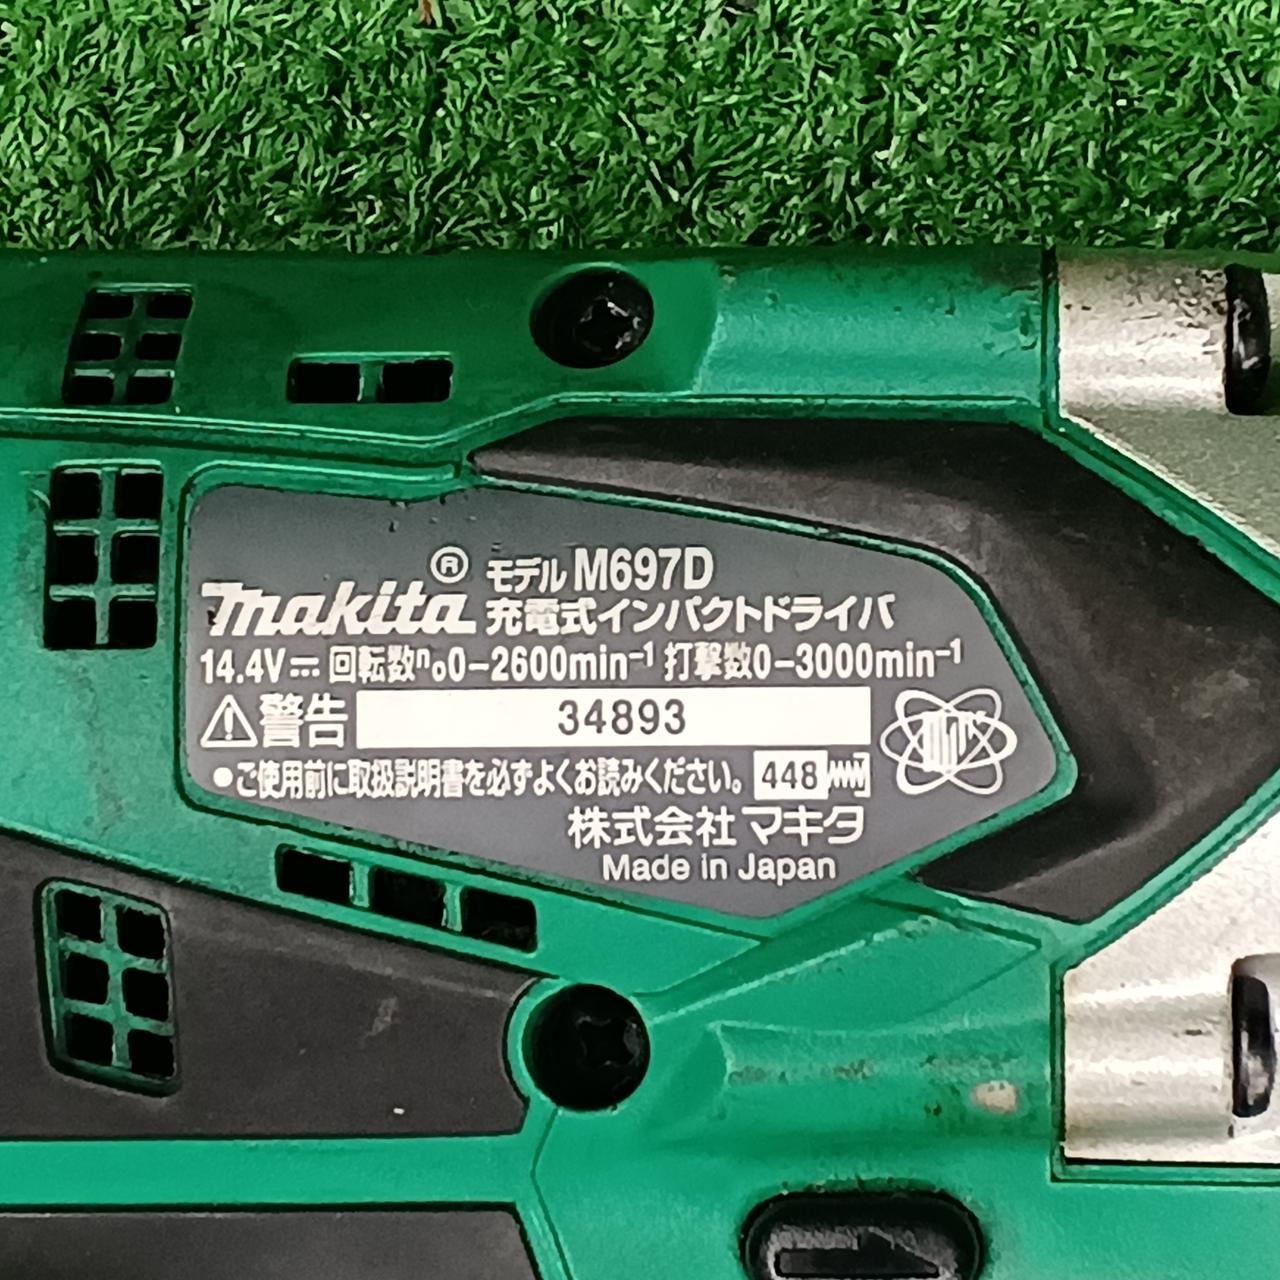 makita® モデル M697D
充電式インパクトドライバ
14.4V⎓ 回転数n₀0-2600min⁻¹ 打撃数0-3000min⁻¹
⚠警告 34893
●ご使用前に取扱説明書を必ずよくお読みください。 448
株式会社 マキタ
Made in Japan